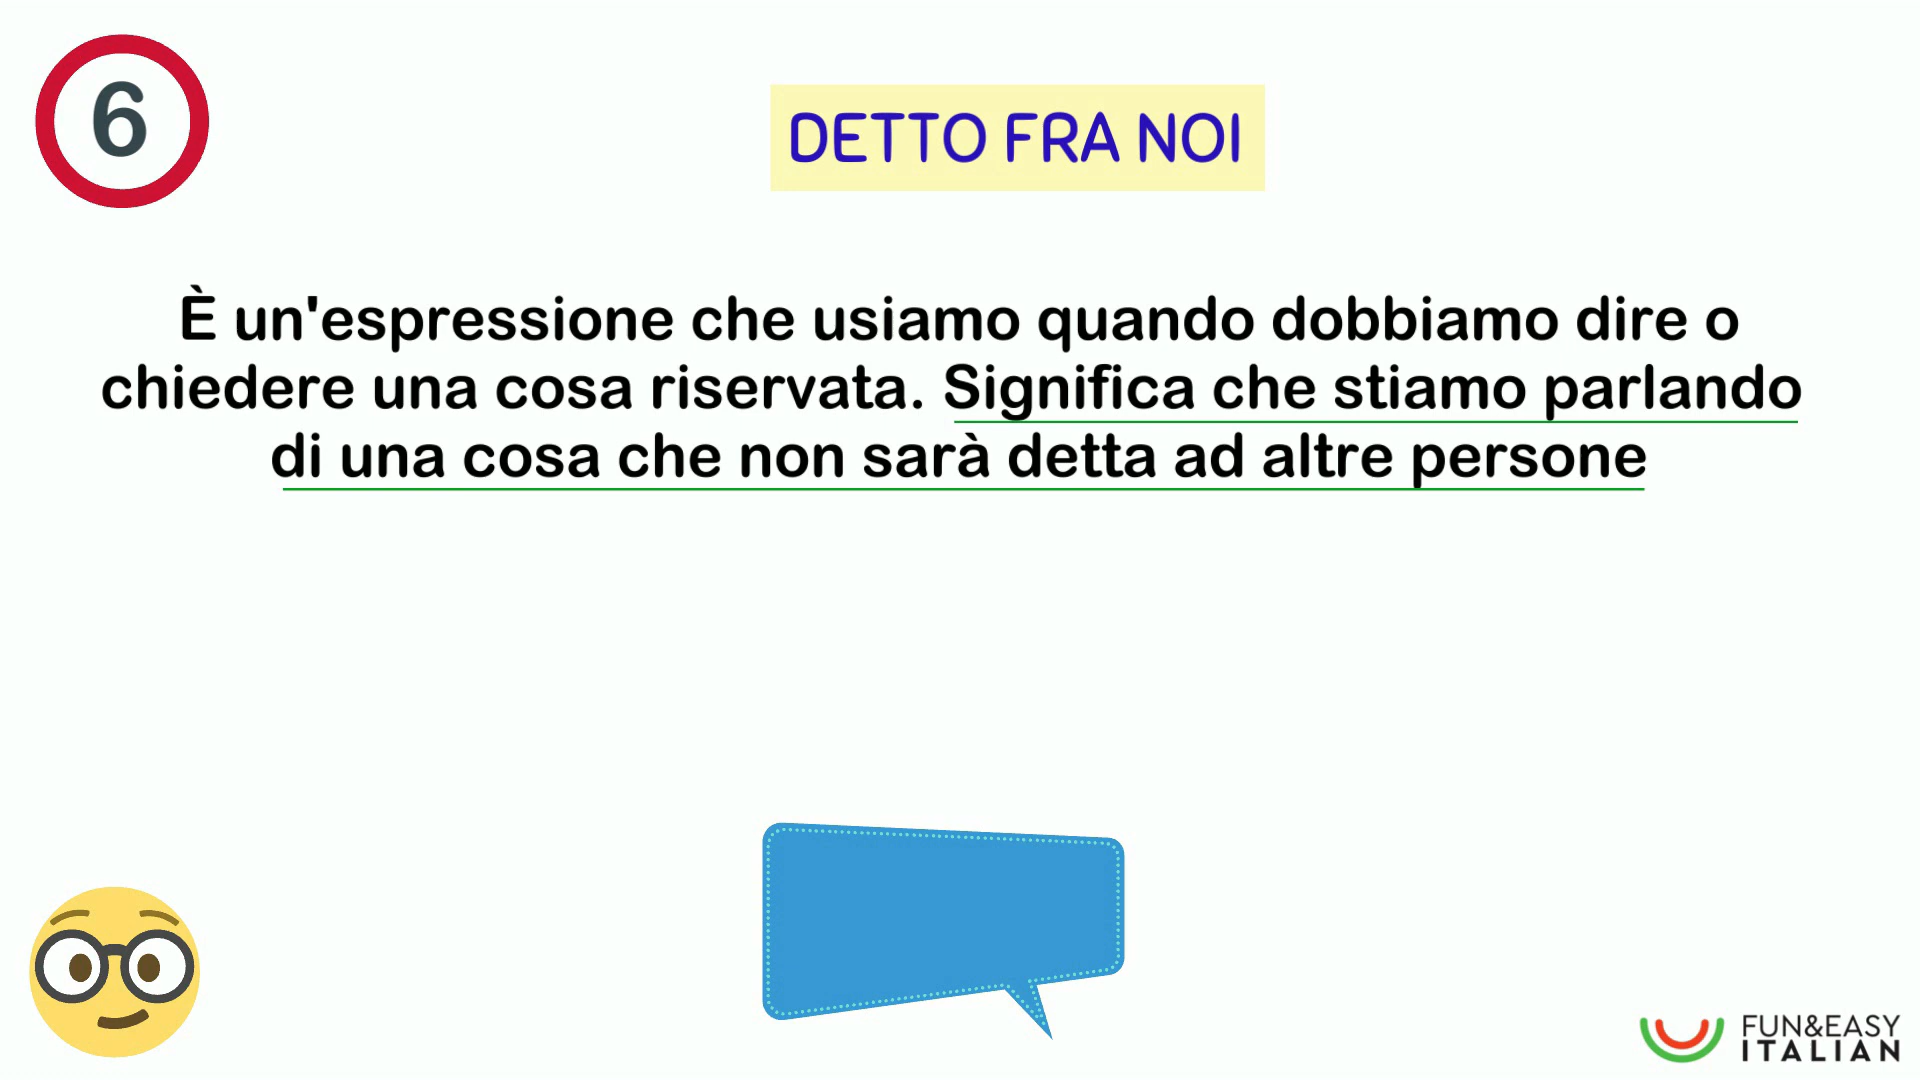 6
DETTO FRA NOI
È un'espressione che usiamo quando dobbiamo dire o
chiedere una cosa riservata. Significa che stiamo parlando
di una cosa che non sarà detta ad altre persone
FUN&EASY
ITALIAN